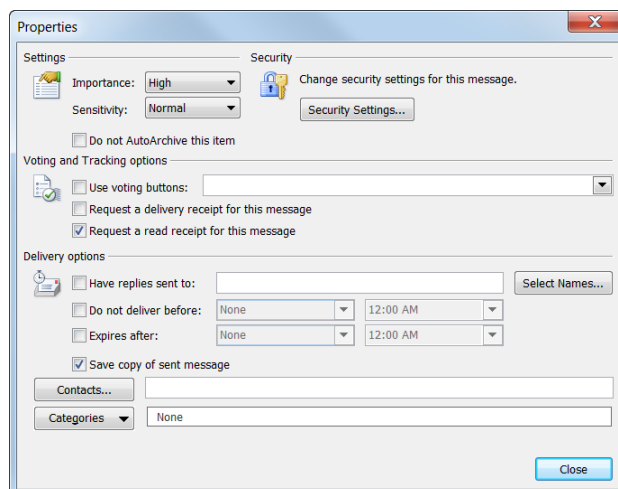 Properties
Settings
Security
Importance: High
Change security settings for this message.
Sensitivity: Normal
Security Settings...
Do not AutoArchive this item
Voting and Tracking options
Use voting buttons:
Request a delivery receipt for this message
Request a read receipt for this message
Delivery options
Have replies sent to:
Select Names...
Do not deliver before: None 12:00 AM
Expires after: None 12:00 AM
Save copy of sent message
Contacts...
Categories None
Close